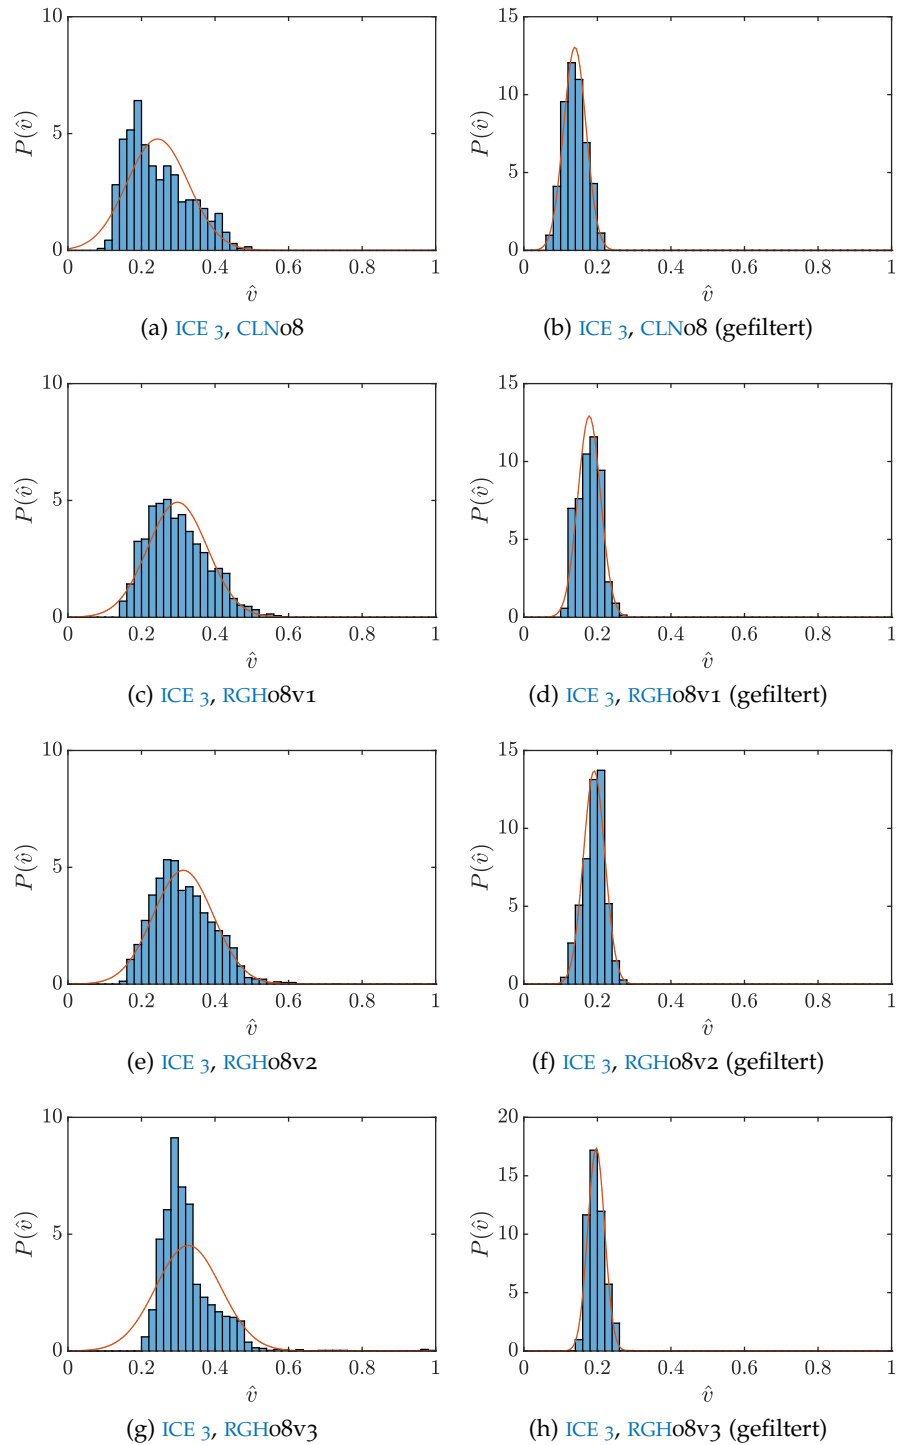 10
5
0
0 0.2 0.4 0.6 0.8 1
P(v̂)
v̂
(a) ICE 3, CLN08
15
10
5
0
0 0.2 0.4 0.6 0.8 1
P(v̂)
v̂
(b) ICE 3, CLN08 (gefiltert)
10
5
0
0 0.2 0.4 0.6 0.8 1
P(v̂)
v̂
(c) ICE 3, RGH08v1
15
10
5
0
0 0.2 0.4 0.6 0.8 1
P(v̂)
v̂
(d) ICE 3, RGH08v1 (gefiltert)
10
5
0
0 0.2 0.4 0.6 0.8 1
P(v̂)
v̂
(e) ICE 3, RGH08v2
15
10
5
0
0 0.2 0.4 0.6 0.8 1
P(v̂)
v̂
(f) ICE 3, RGH08v2 (gefiltert)
10
5
0
0 0.2 0.4 0.6 0.8 1
P(v̂)
v̂
(g) ICE 3, RGH08v3
20
15
10
5
0
0 0.2 0.4 0.6 0.8 1
P(v̂)
v̂
(h) ICE 3, RGH08v3 (gefiltert)